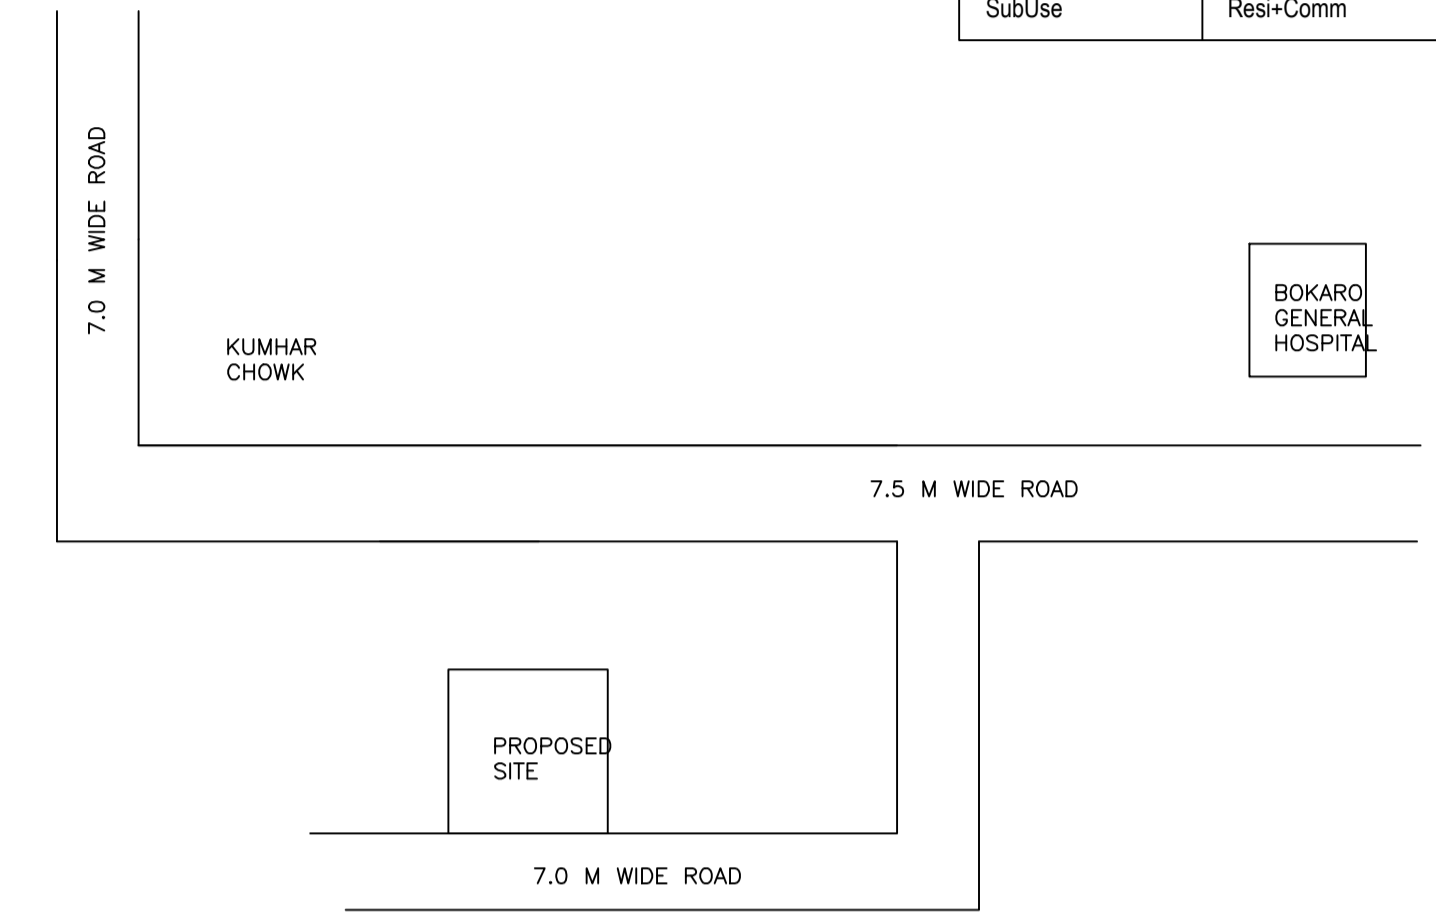 SubUse Resi+Comm
7.0 M WIDE ROAD
BOKARO
GENERAL
HOSPITAL
KUMHAR
CHOWK
7.5 M WIDE ROAD
PROPOSED
SITE
7.0 M WIDE ROAD